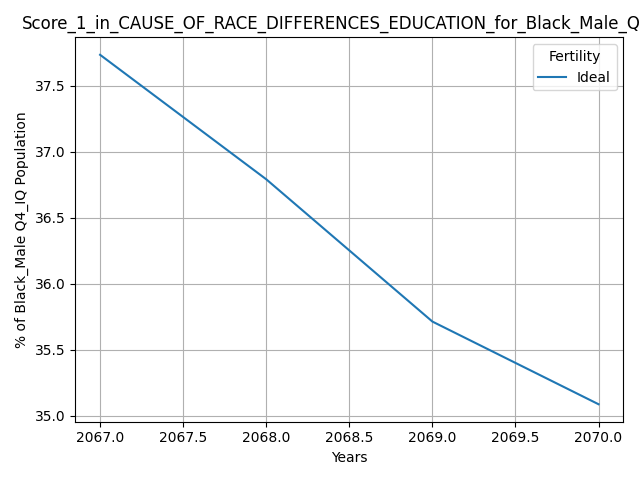 Score_1_in_CAUSE_OF_RACE_DIFFERENCES_EDUCATION_for_Black_Male_Q
Fertility
Ideal
% of Black_Male Q4_IQ Population
37.5
37.0
36.5
36.0
35.5
35.0
2067.0 2067.5 2068.0 2068.5 2069.0 2069.5 2070.0
Years